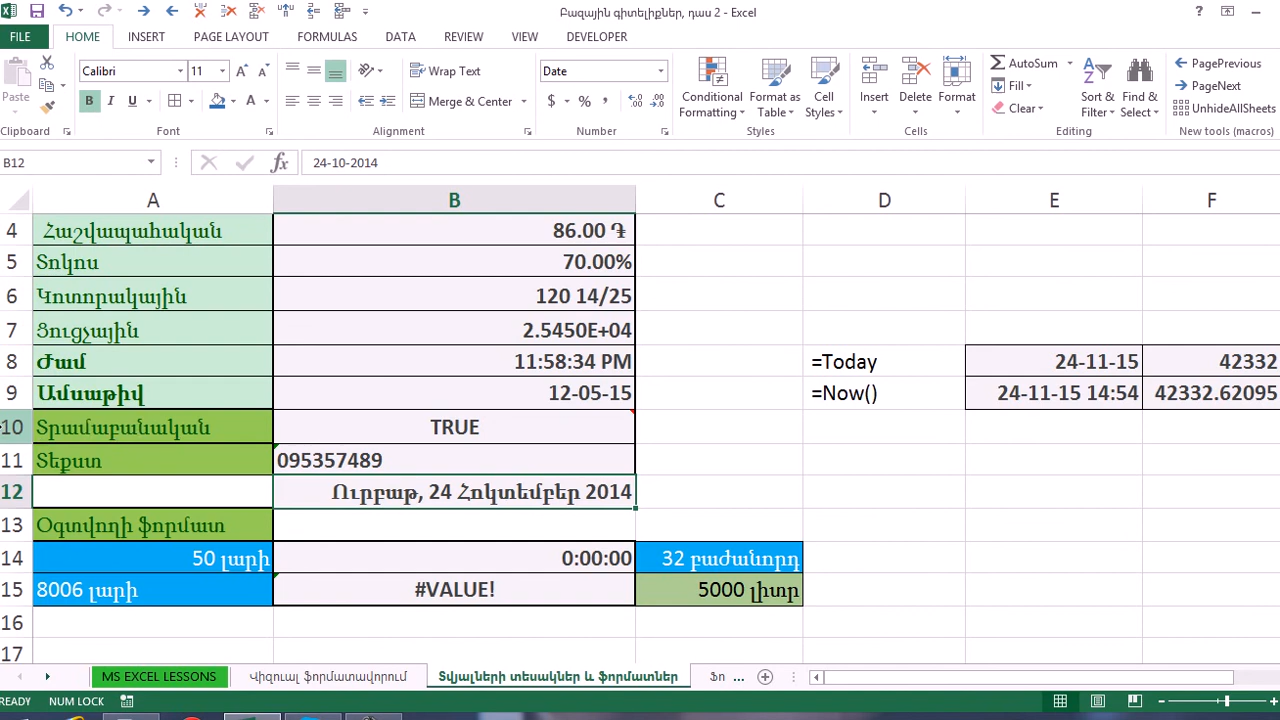 Բազային գիտելիքներ, դաս 2 - Excel
FILE HOME INSERT PAGE LAYOUT FORMULAS DATA REVIEW VIEW DEVELOPER
Paste
Calibri 11
Wrap Text
Date
Conditional Formatting
Format as Table
Cell Styles
Insert
Delete
Format
AutoSum
Fill
Clear
Sort & Filter
Find & Select
PagePrevious
PageNext
UnhideAllSheets
B I U
Merge & Center
$ % ,
Clipboard Font Alignment Number Styles Cells Editing New tools (macros)
B12 fx 24-10-2014
A B C D E F
4 Հաշվապահական 86.00 ֏
5 Տոկոս 70.00%
6 Կոտորակային 120 14/25
7 Ցուցչային 2.5450E+04
8 Ժամ 11:58:34 PM =Today 24-11-15 42332
9 Ամսաթիվ 12-05-15 =Now() 24-11-15 14:54 42332.62095
10 Տրամաբանական TRUE
11 Տեքստ 095357489
12 Ուրբաթ, 24 Հոկտեմբեր 2014
13 Օգտվողի ֆորմատ
14 50 լարի 0:00:00 32 բաժանորդ
15 8006 լարի #VALUE! 5000 լիտր
16
17
MS EXCEL LESSONS Վիզուալ ֆորմատավորում Տվյալների տեսակներ և ֆորմատներ Ֆո ...
READY NUM LOCK